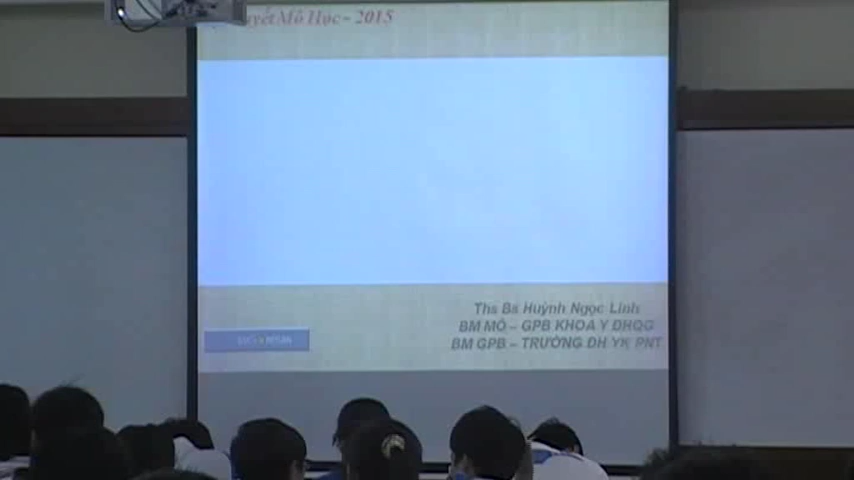 Mô Học - 2015
Ths Bs Huỳnh Ngọc Linh
BM MÔ – GPB KHOA Y ĐHQG
BM GPB – TRƯỜNG ĐH YK PNT